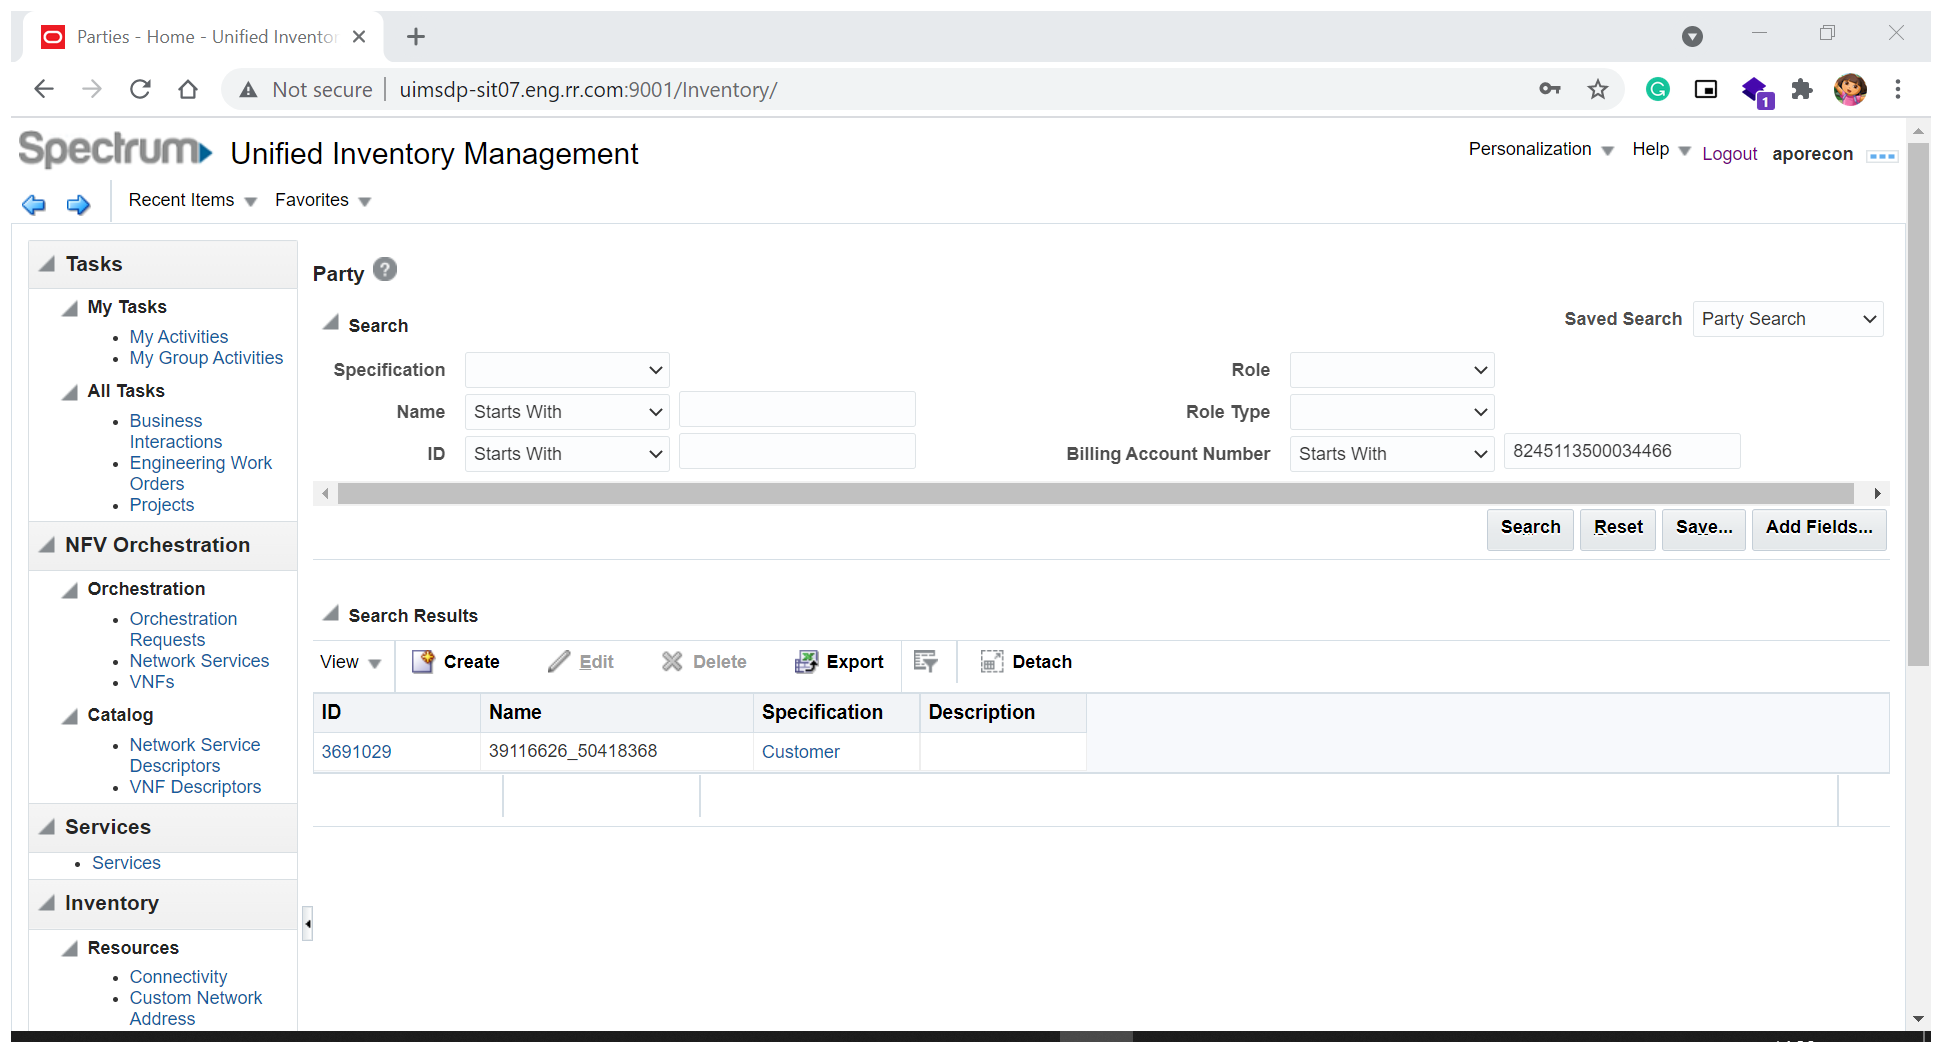 Parties - Home - Unified Inventor
Not secure | uimsdp-sit07.eng.rr.com:9001/Inventory/
1
Spectrum Unified Inventory Management
Personalization Help Logout aporecon
Recent Items Favorites
Tasks
My Tasks
My Activities
My Group Activities
All Tasks
Business
Interactions
Engineering Work
Orders
Projects
NFV Orchestration
Orchestration
Orchestration
Requests
Network Services
VNFs
Catalog
Network Service
Descriptors
VNF Descriptors
Services
Services
Inventory
Resources
Connectivity
Custom Network
Address
Party ?
Search
Saved Search Party Search
Specification Role
Name Starts With Role Type
ID Starts With Billing Account Number Starts With 8245113500034466
Search Reset Save... Add Fields...
Search Results
View Create Edit Delete Export Detach
ID Name Specification Description
3691029 39116626_50418368 Customer